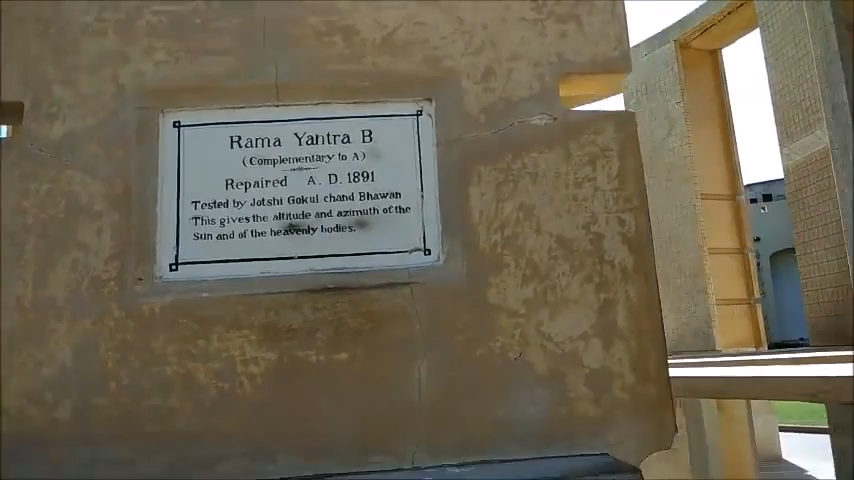 Rama Yantra B
(Complementary to A)
Repaired A. D. 1891
Tested by Jotshi Gokul chand Bhawan
This gives the altitude and azimuth of the
sun and of the heavenly bodies.